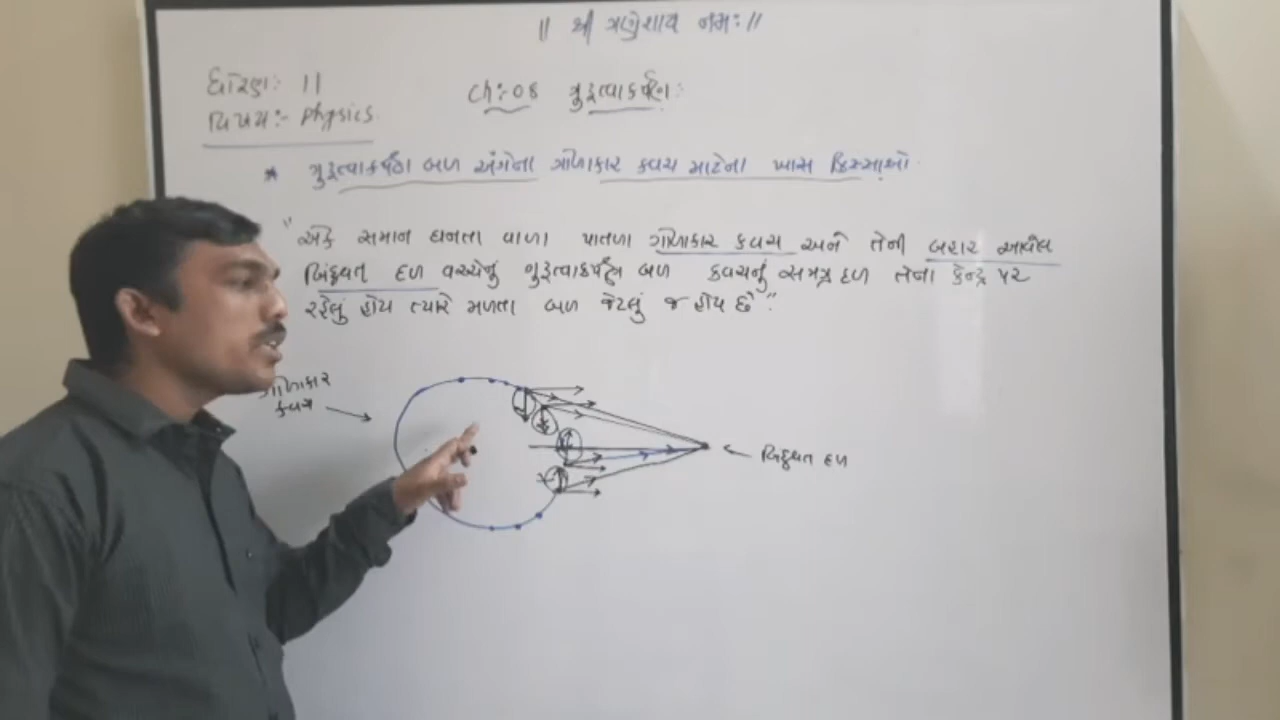 || શ્રી ગણેશાય નમઃ ||
ધોરણ: 11
વિષય:- Physics.
Ch:-08 ગુરુત્વાકર્ષણ:
* ગુરુત્વાકર્ષણ બળ અંગેના ગોળાકાર કવચ માટેના ખાસ કિસ્સાઓ.
"એક સમાન ઘનતા વાળા પાતળા ગોળાકાર કવચ અને તેની બહાર આવેલ
બિંદુવત દળ વચ્ચેનું ગુરુત્વાકર્ષણ બળ કવચનું સમગ્ર દળ તેના કેન્દ્ર પર
રહેલું હોય ત્યારે મળતા બળ જેટલું જ હોય છે".
ગોળાકાર
કવચ
બિંદુવત દળ